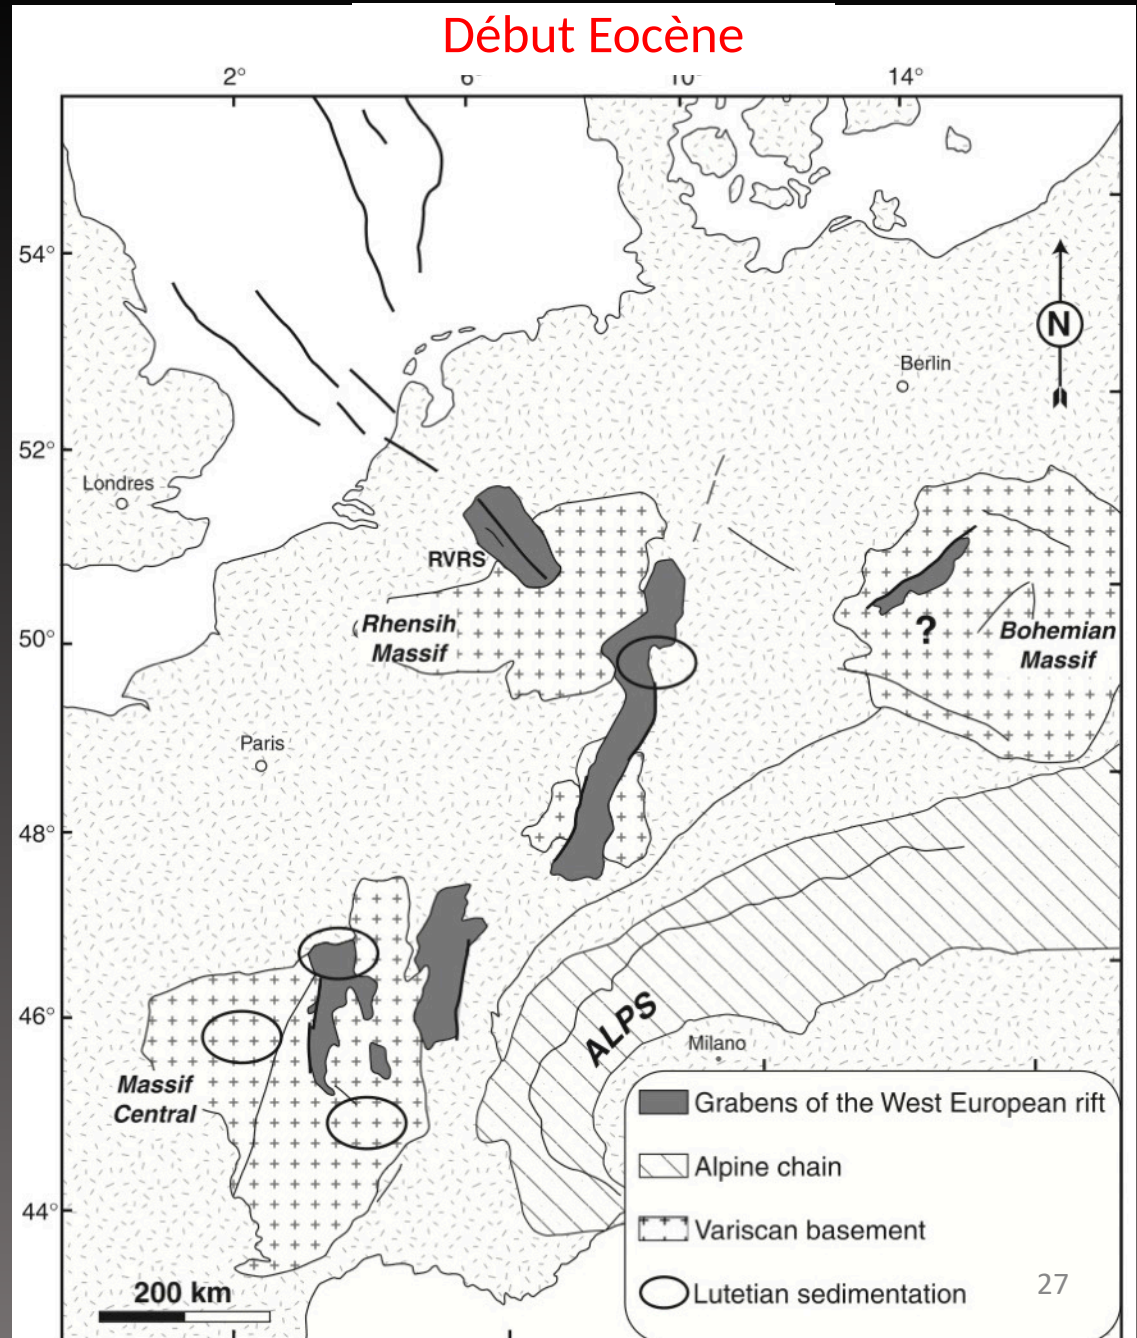 Début Eocène
2°
6°
10°
14°
54°
N
Berlin
52°
Londres
RVRS
Rhensih
Massif
50°
?
Bohemian
Massif
Paris
48°
46°
ALPS
Milano
Massif
Central
Grabens of the West European rift
Alpine chain
44°
Variscan basement
Lutetian sedimentation
27
200 km